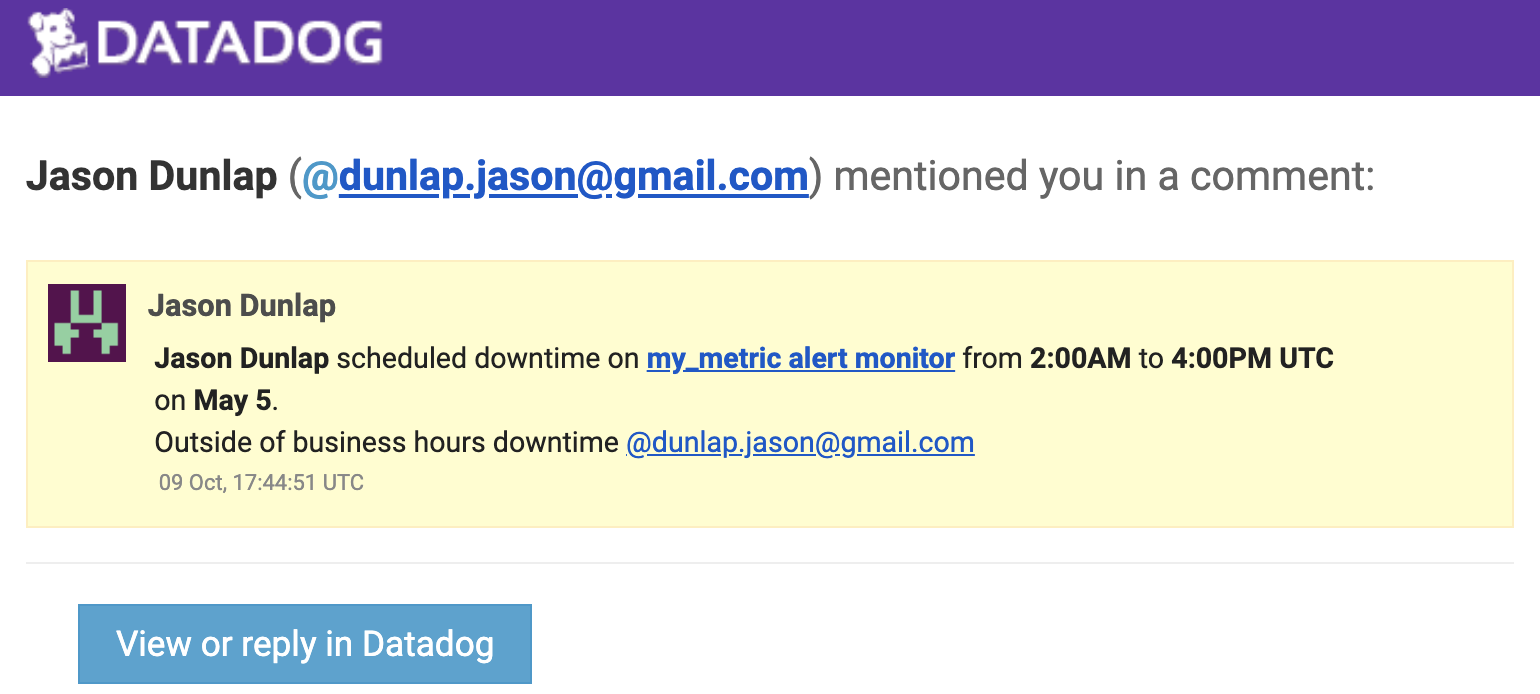 DATADOG
Jason Dunlap (@dunlap.jason@gmail.com) mentioned you in a comment:
Jason Dunlap
Jason Dunlap scheduled downtime on my_metric alert monitor from 2:00AM to 4:00PM UTC
on May 5.
Outside of business hours downtime @dunlap.jason@gmail.com
09 Oct, 17:44:51 UTC
View or reply in Datadog